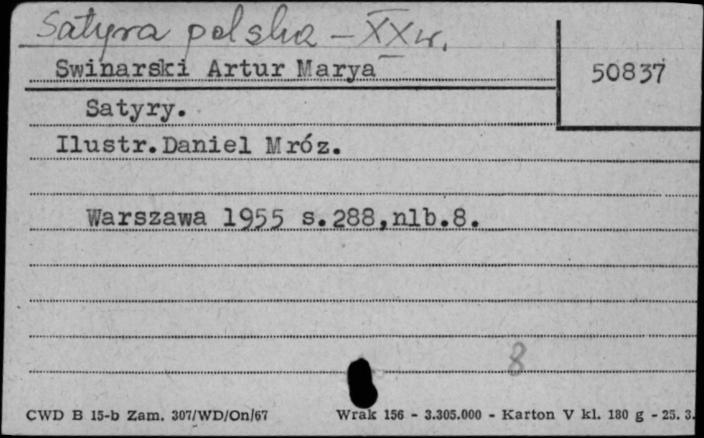 Satyra polska - XX w.
Swinarski Artur Marya
50837
Satyry.
Ilustr.Daniel Mróz.
Warszawa 1955 s.288,nlb.8.
8
CWD B 15-b Zam. 307/WD/On/67 Wrak 156 - 3.305.000 - Karton V kl. 180 g - 25. 3.